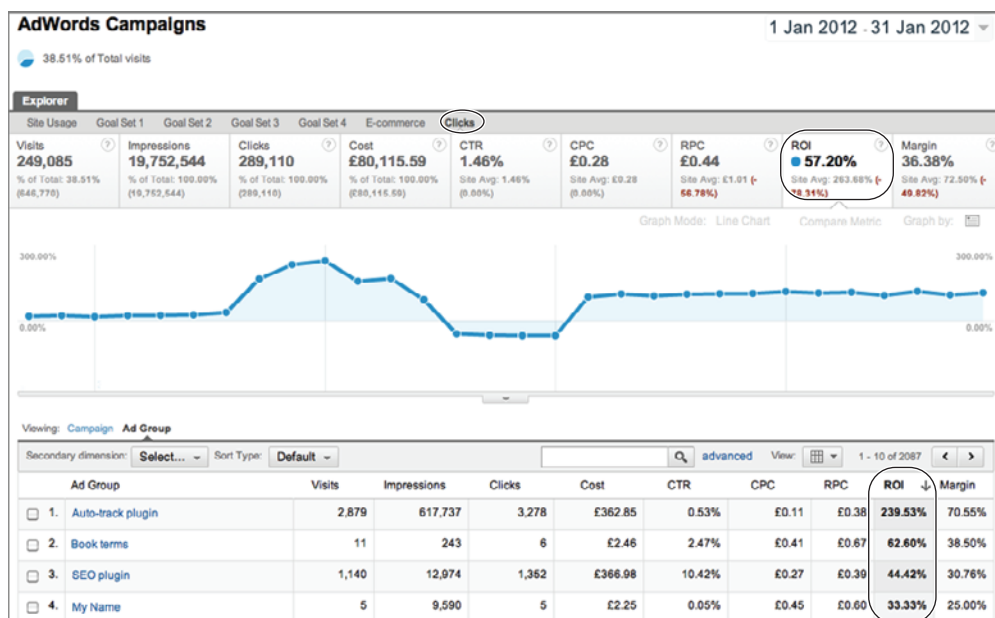 AdWords Campaigns
1 Jan 2012 - 31 Jan 2012
38.51% of Total visits
Explorer
Site Usage Goal Set 1 Goal Set 2 Goal Set 3 Goal Set 4 E-commerce Clicks
Visits Impressions Clicks Cost CTR CPC RPC ROI Margin
249,085 19,752,544 289,110 £80,115.59 1.46% £0.28 £0.44 57.20% 36.38%
% of Total: 38.51% % of Total: 100.00% % of Total: 100.00% % of Total: 100.00% Site Avg: 1.46% Site Avg: £0.28 Site Avg: £1.01 (- Site Avg: 263.68% (- Site Avg: 72.50% (-
(646,770) (19,752,544) (289,110) (£80,115.59) (0.00%) (0.00%) 56.78%) 78.31%) 49.82%)
Graph Mode: Line Chart Compare Metric Graph by:
300.00% 300.00%
0.00% 0.00%
Viewing: Campaign Ad Group
Secondary dimension: Select... Sort Type: Default advanced View: 1 - 10 of 2087
Ad Group Visits Impressions Clicks Cost CTR CPC RPC ROI ↓ Margin
1. Auto-track plugin 2,879 617,737 3,278 £362.85 0.53% £0.11 £0.38 239.53% 70.55%
2. Book terms 11 243 6 £2.46 2.47% £0.41 £0.67 62.60% 38.50%
3. SEO plugin 1,140 12,974 1,352 £366.98 10.42% £0.27 £0.39 44.42% 30.76%
4. My Name 5 9,590 5 £2.25 0.05% £0.45 £0.60 33.33% 25.00%